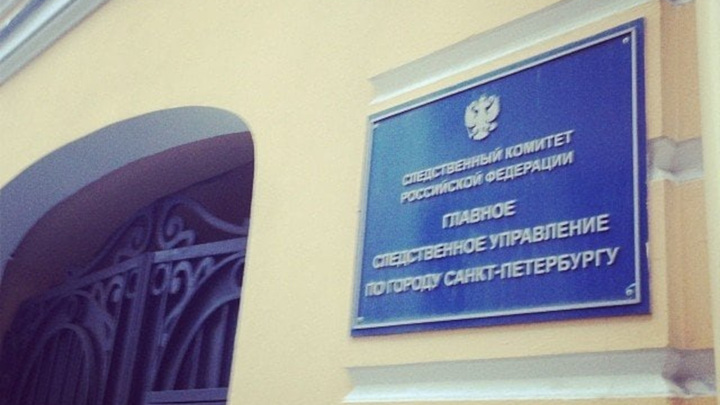 СЛЕДСТВЕННЫЙ КОМИТЕТ
РОССИЙСКОЙ ФЕДЕРАЦИИ
ГЛАВНОЕ
СЛЕДСТВЕННОЕ УПРАВЛЕНИЕ
ПО ГОРОДУ САНКТ-ПЕТЕРБУРГУ